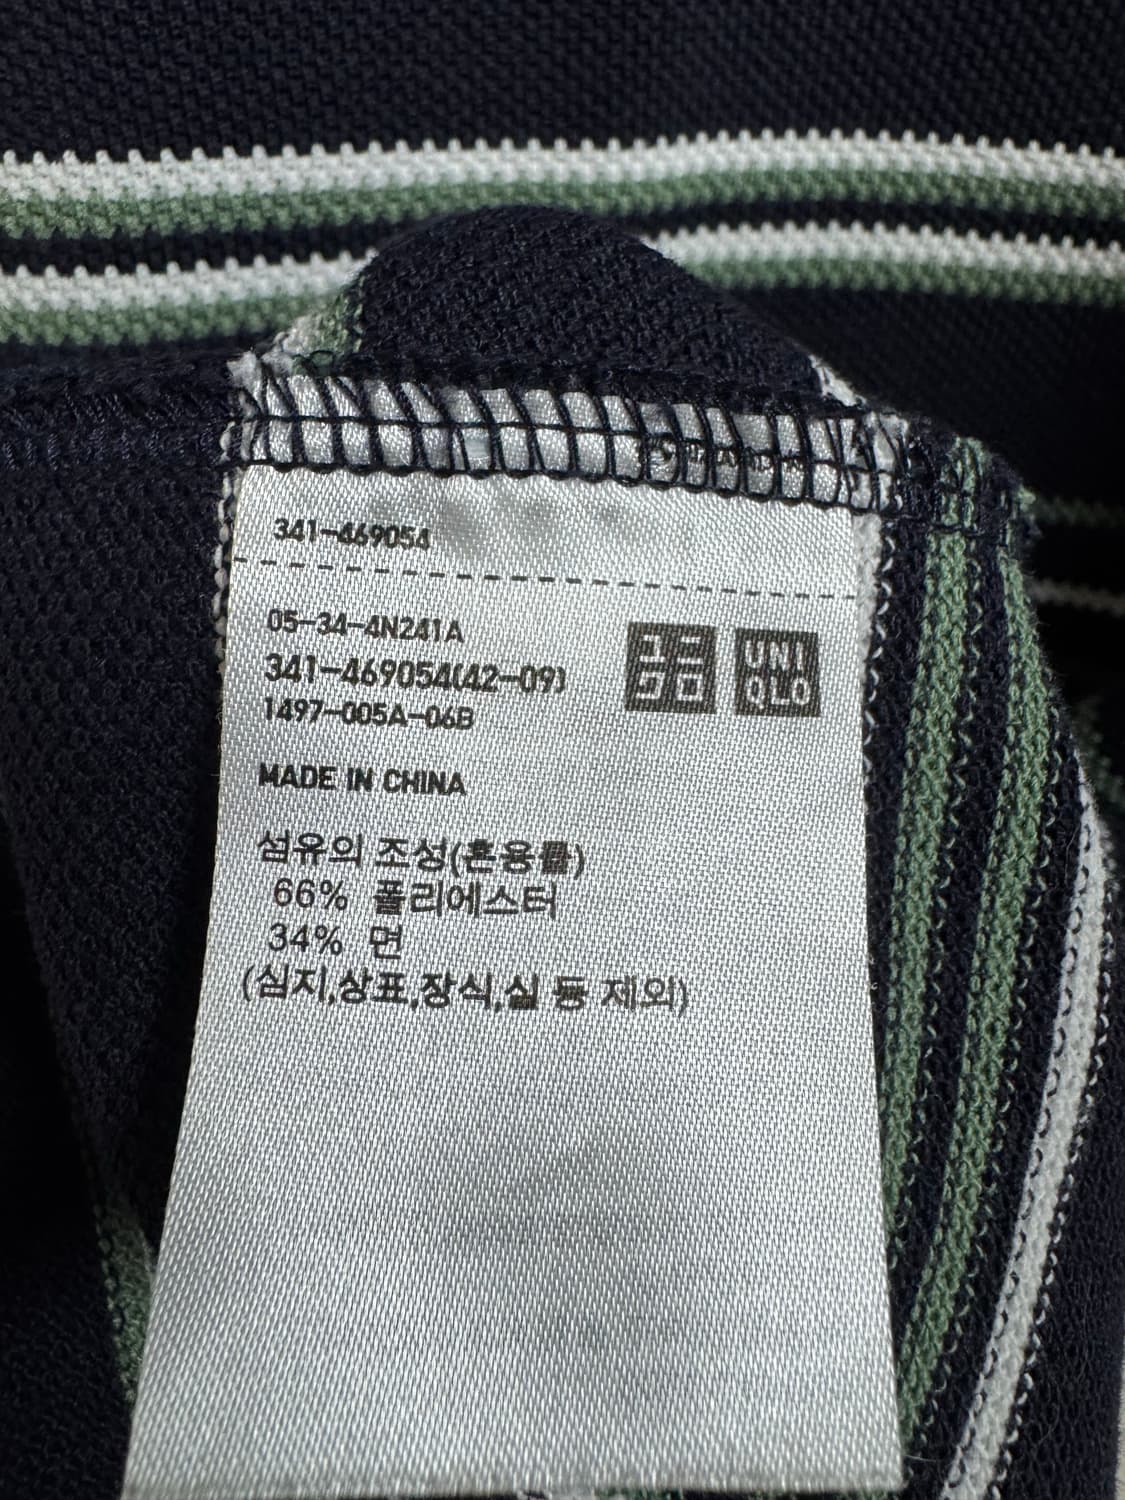 341-469054
05-34-4N241A
341-469054(42-09)
1497-005A-06B
ユニ
クロ
UNI
QLO
MADE IN CHINA
섬유의 조성(혼용률)
66% 폴리에스터
34% 면
(심지,상표,장식,실 등 제외)